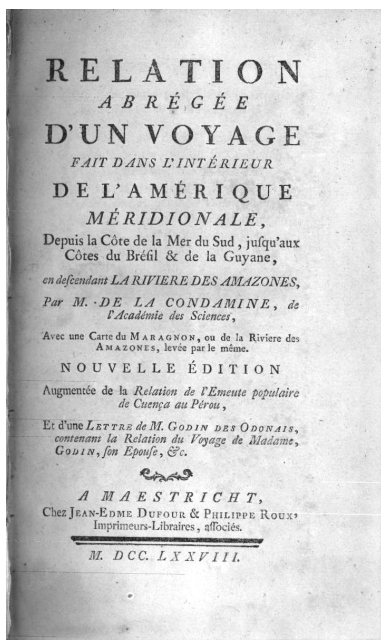 RELATION
ABRÉGÉE
D'UN VOYAGE
FAIT DANS L'INTÉRIEUR
DE L'AMÉRIQUE
MÉRIDIONALE,
Depuis la Côte de la Mer du Sud, juſqu'aux
Côtes du Bréſil & de la Guyane,
en deſcendant LA RIVIERE DES AMAZONES,
Par M. DE LA CONDAMINE, de
l'Académie des Sciences,
Avec une Carte du MARAGNON, ou de la Riviere des
AMAZONES, levée par le même.
NOUVELLE ÉDITION
Augmentée de la Relation de l'Emeute populaire
de Cuença au Pérou,
Et d'une LETTRE de M. GODIN DES ODONAIS,
contenant la Relation du Voyage de Madame,
GODIN, ſon Epouſe, &c.
A MAESTRICHT,
Chez JEAN-EDME DUFOUR & PHILIPPE ROUX,
Imprimeurs-Libraires, aſſociés.
M. DCC. LXXVIII.